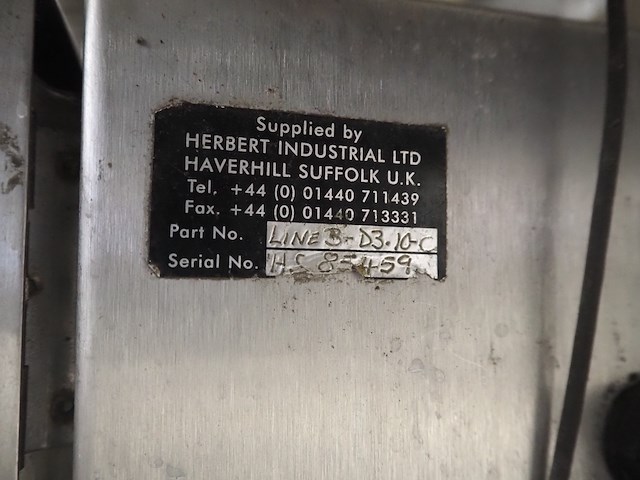 Supplied by
HERBERT INDUSTRIAL LTD
HAVERHILL SUFFOLK U.K.
Tel. +44 (0) 01440 711439
Fax. +44 (0) 01440 713331
Part No. LINE 3-D3.10-C
Serial No. H.S 85459